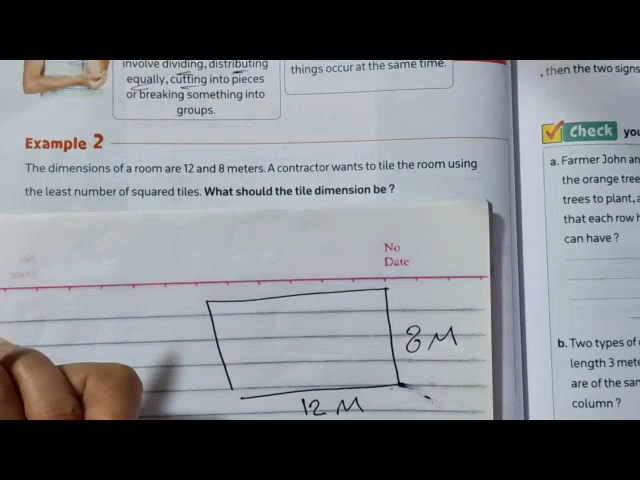 involve dividing, distributing
equally, cutting into pieces
or breaking something into
groups.
things occur at the same time.
Example 2
The dimensions of a room are 12 and 8 meters. A contractor wants to tile the room using
the least number of squared tiles. What should the tile dimension be ?
No
Date
8 M
12 M
, then the two signs
Check you
a. Farmer John an
the orange tree
trees to plant, a
that each row h
can have ?
b. Two types of
length 3 mete
are of the sam
column ?